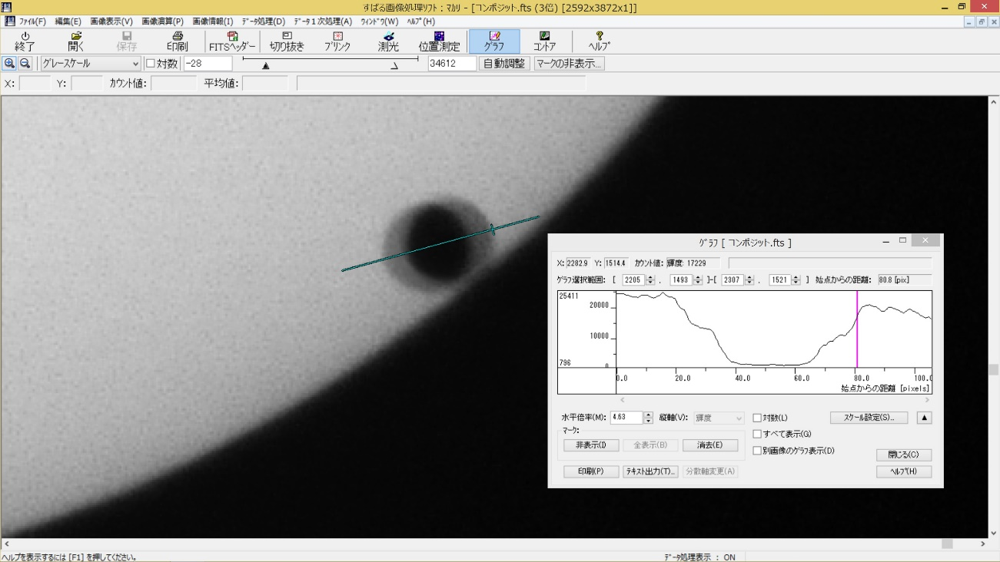 すばる画像処理ソフト：マカリ - [コンポジット.fts (3倍) [2592x3872x1]]
ファイル(F) 編集(E) 画像表示(V) 画像演算(P) 画像情報(I) データ処理(D) データ１次処理(A) ウィンドウ(W) ヘルプ(H)
終了 開く 保存 印刷 FITSヘッダー 切り抜き ブリンク 測光 位置測定 グラフ コントア ヘルプ
グレースケール 対数 -28 34612 自動調整 マークの非表示...
X: Y: カウント値: 平均値:
グラフ [ コンポジット.fts ]
X: 2282.9 Y: 1514.4 カウント値: 輝度: 17229
グラフ選択範囲: [ 2205 , 1493 ]-[ 2307 , 1521 ] 始点からの距離: 80.8 [pix]
25411
20000
10000
796 0
0.0 20.0 40.0 60.0 80.0 100.0
始点からの距離 [pixels]
水平倍率(M): 4.63 縦軸(V): 輝度 対数(L) スケール設定(S)... ▲
マーク: すべて表示(G)
非表示(I) 全表示(B) 消去(E) 別画像のグラフ表示(D) 閉じる(C)
印刷(P) テキスト出力(T)... 分散軸変更(A) ヘルプ(H)
ヘルプを表示するには [F1] を押してください。 データ処理表示 : ON